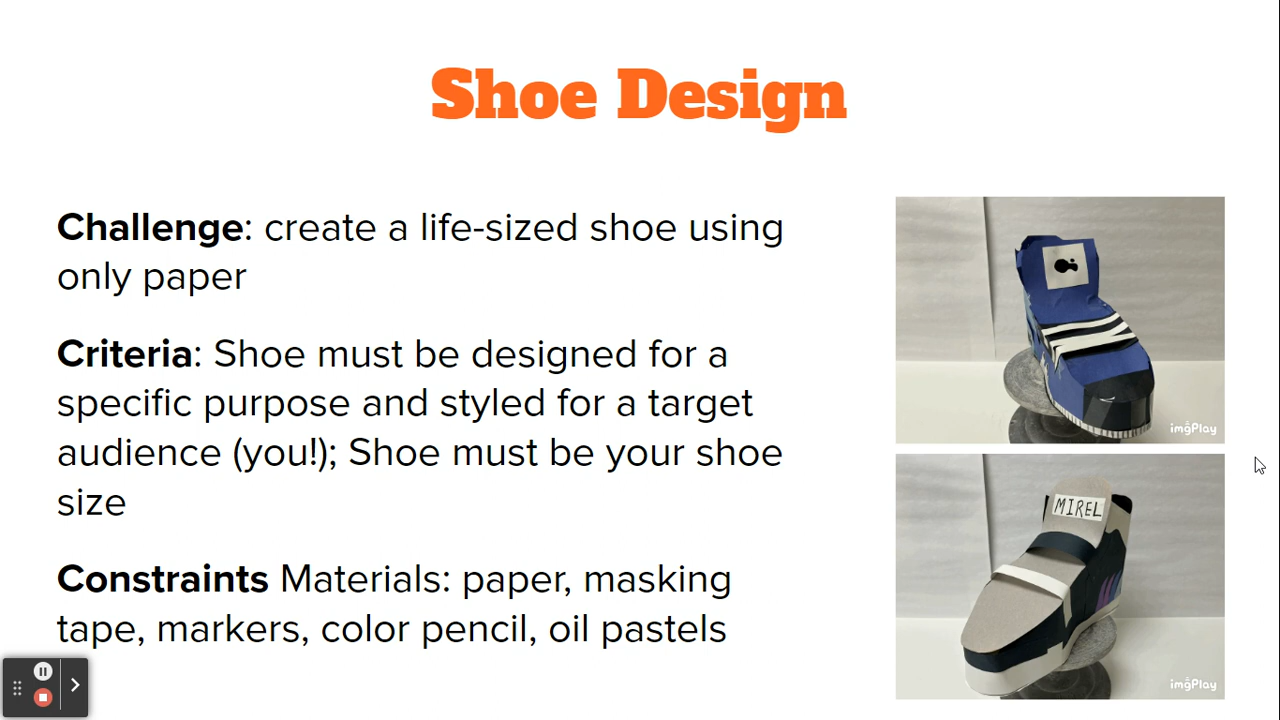 Shoe Design
Challenge: create a life-sized shoe using
only paper
Criteria: Shoe must be designed for a
specific purpose and styled for a target
audience (you!); Shoe must be your shoe
size
Constraints Materials: paper, masking
tape, markers, color pencil, oil pastels
imgPlay
MIREL
imgPlay